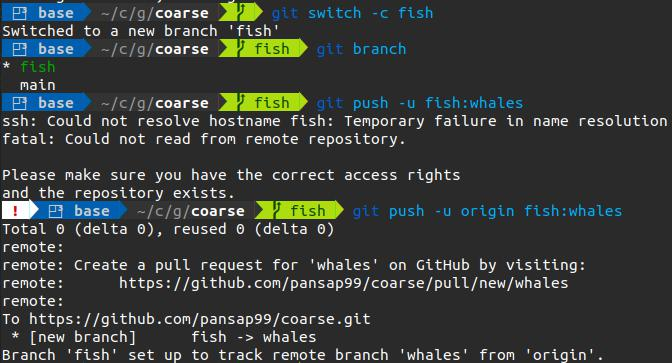 base ~/c/g/coarse git switch -c fish
Switched to a new branch 'fish'
base ~/c/g/coarse fish git branch
* fish
main
base ~/c/g/coarse fish git push -u fish:whales
ssh: Could not resolve hostname fish: Temporary failure in name resolution
fatal: Could not read from remote repository.
Please make sure you have the correct access rights
and the repository exists.
! base ~/c/g/coarse fish git push -u origin fish:whales
Total 0 (delta 0), reused 0 (delta 0)
remote:
remote: Create a pull request for 'whales' on GitHub by visiting:
remote: https://github.com/pansap99/coarse/pull/new/whales
remote:
To https://github.com/pansap99/coarse.git
* [new branch] fish -> whales
Branch 'fish' set up to track remote branch 'whales' from 'origin'.